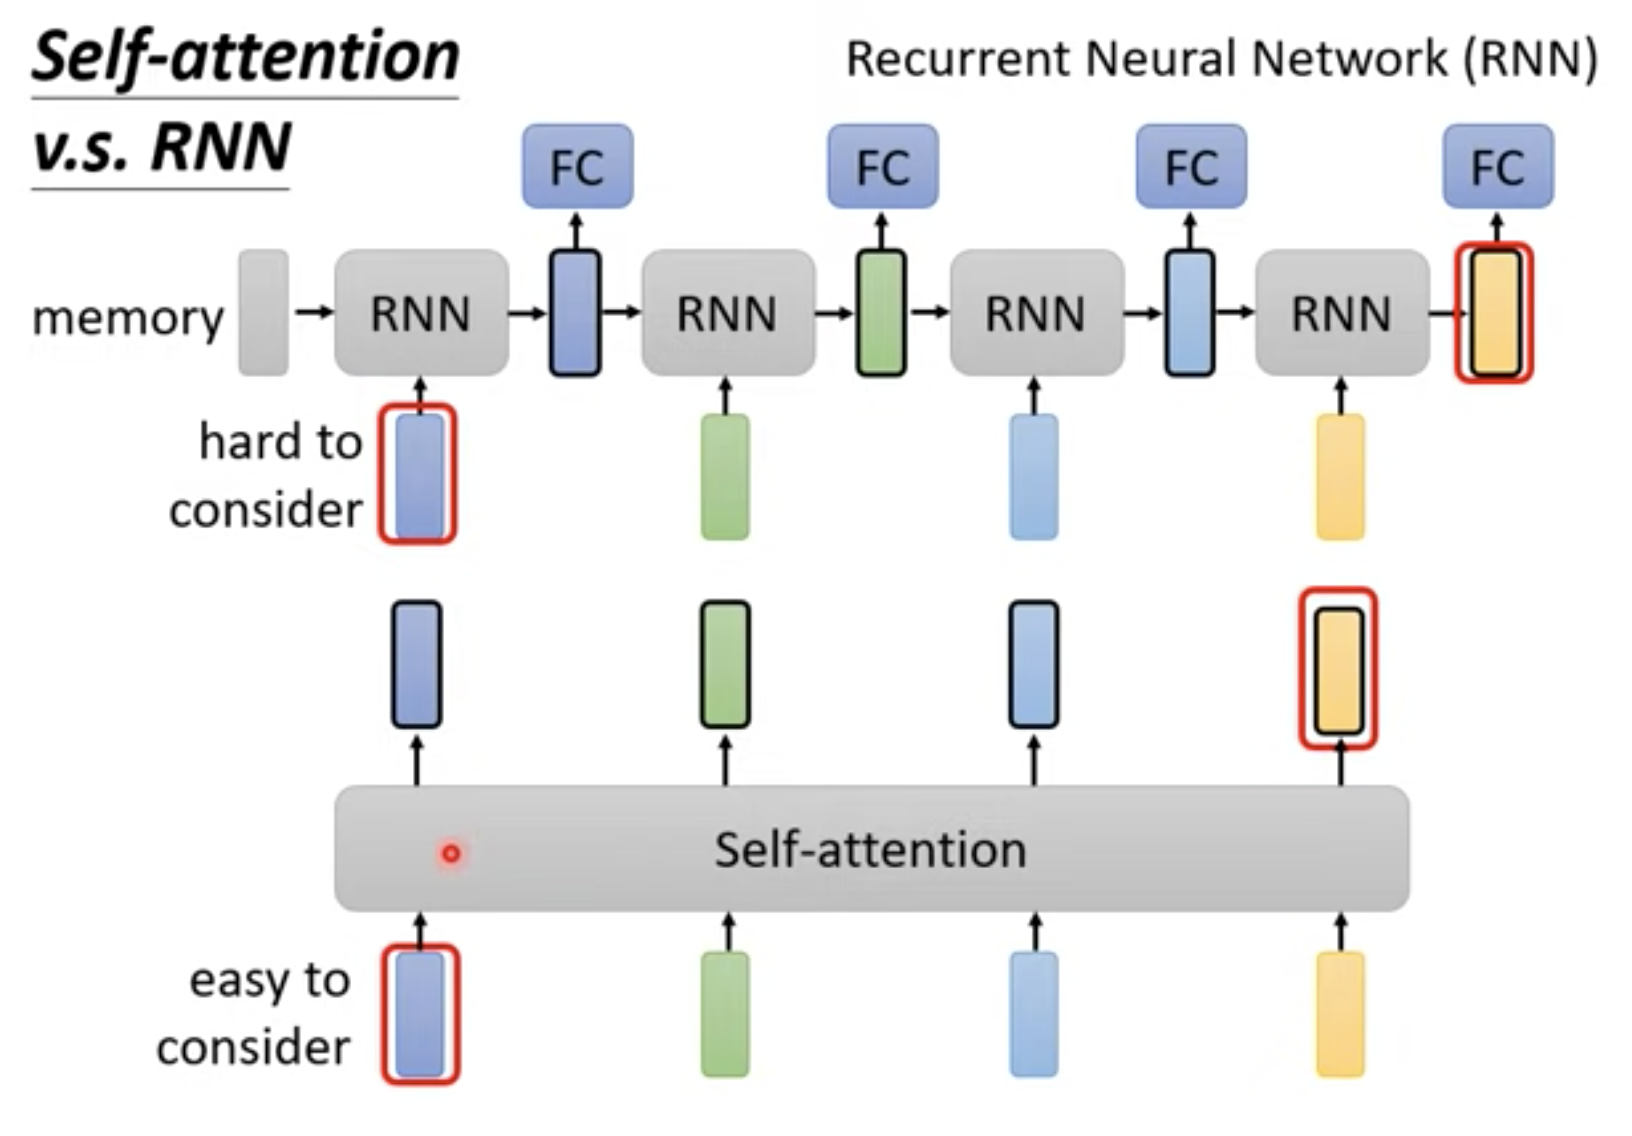 Self-attention
v.s. RNN
Recurrent Neural Network (RNN)
FC
FC
FC
FC
memory
RNN
RNN
RNN
RNN
hard to
consider
Self-attention
easy to
consider